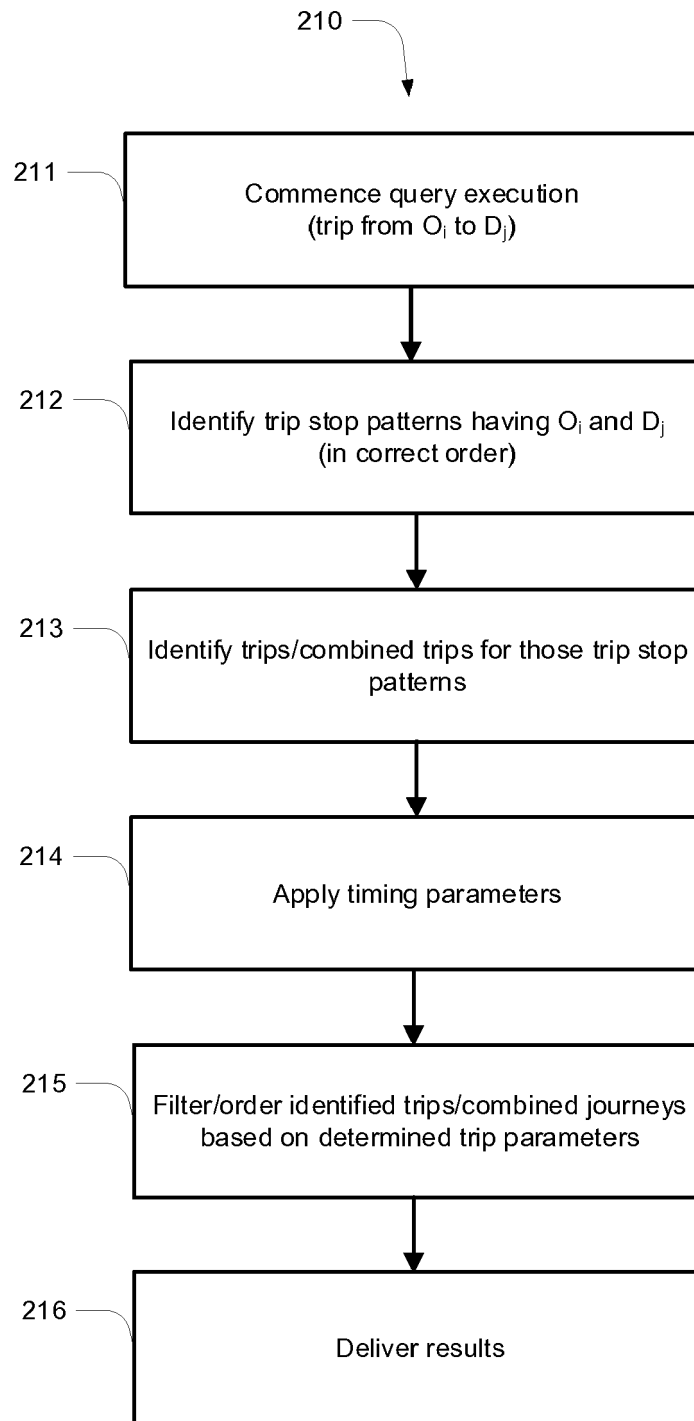 210
211
Commence query execution
(trip from Oi to Dj)
212
Identify trip stop patterns having Oi and Dj
(in correct order)
213
Identify trips/combined trips for those trip stop
patterns
214
Apply timing parameters
215
Filter/order identified trips/combined journeys
based on determined trip parameters
216
Deliver results